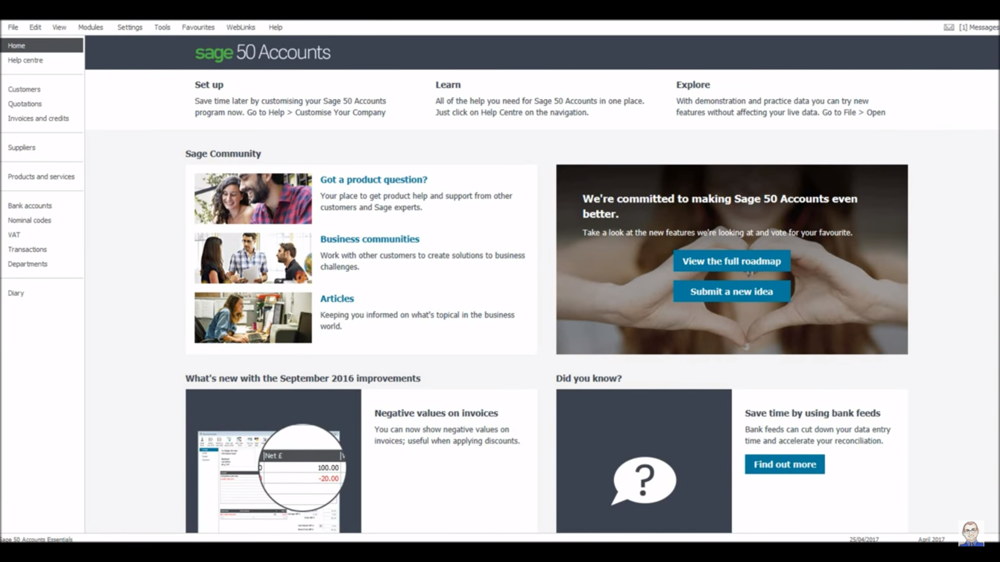 File Edit View Modules Settings Tools Favourites WebLinks Help
[1] Messages
Home
Help centre
Customers
Quotations
Invoices and credits
Suppliers
Products and services
Bank accounts
Nominal codes
VAT
Transactions
Departments
Diary
sage 50 Accounts
Set up
Save time later by customising your Sage 50 Accounts
program now. Go to Help > Customise Your Company
Learn
All of the help you need for Sage 50 Accounts in one place.
Just click on Help Centre on the navigation.
Explore
With demonstration and practice data you can try new
features without affecting your live data. Go to File > Open
Sage Community
Got a product question?
Your place to get product help and support from other
customers and Sage experts.
Business communities
Work with other customers to create solutions to business
challenges.
Articles
Keeping you informed on what's topical in the business
world.
We're committed to making Sage 50 Accounts even
better.
Take a look at the new features we're looking at and vote for your favourite.
View the full roadmap
Submit a new idea
What's new with the September 2016 improvements
Net £
100.00
-20.00
Negative values on invoices
You can now show negative values on
invoices; useful when applying discounts.
Did you know?
?
Save time by using bank feeds
Bank feeds can cut down your data entry
time and accelerate your reconciliation.
Find out more
Sage 50 Accounts Essentials
25/04/2017
April 2017